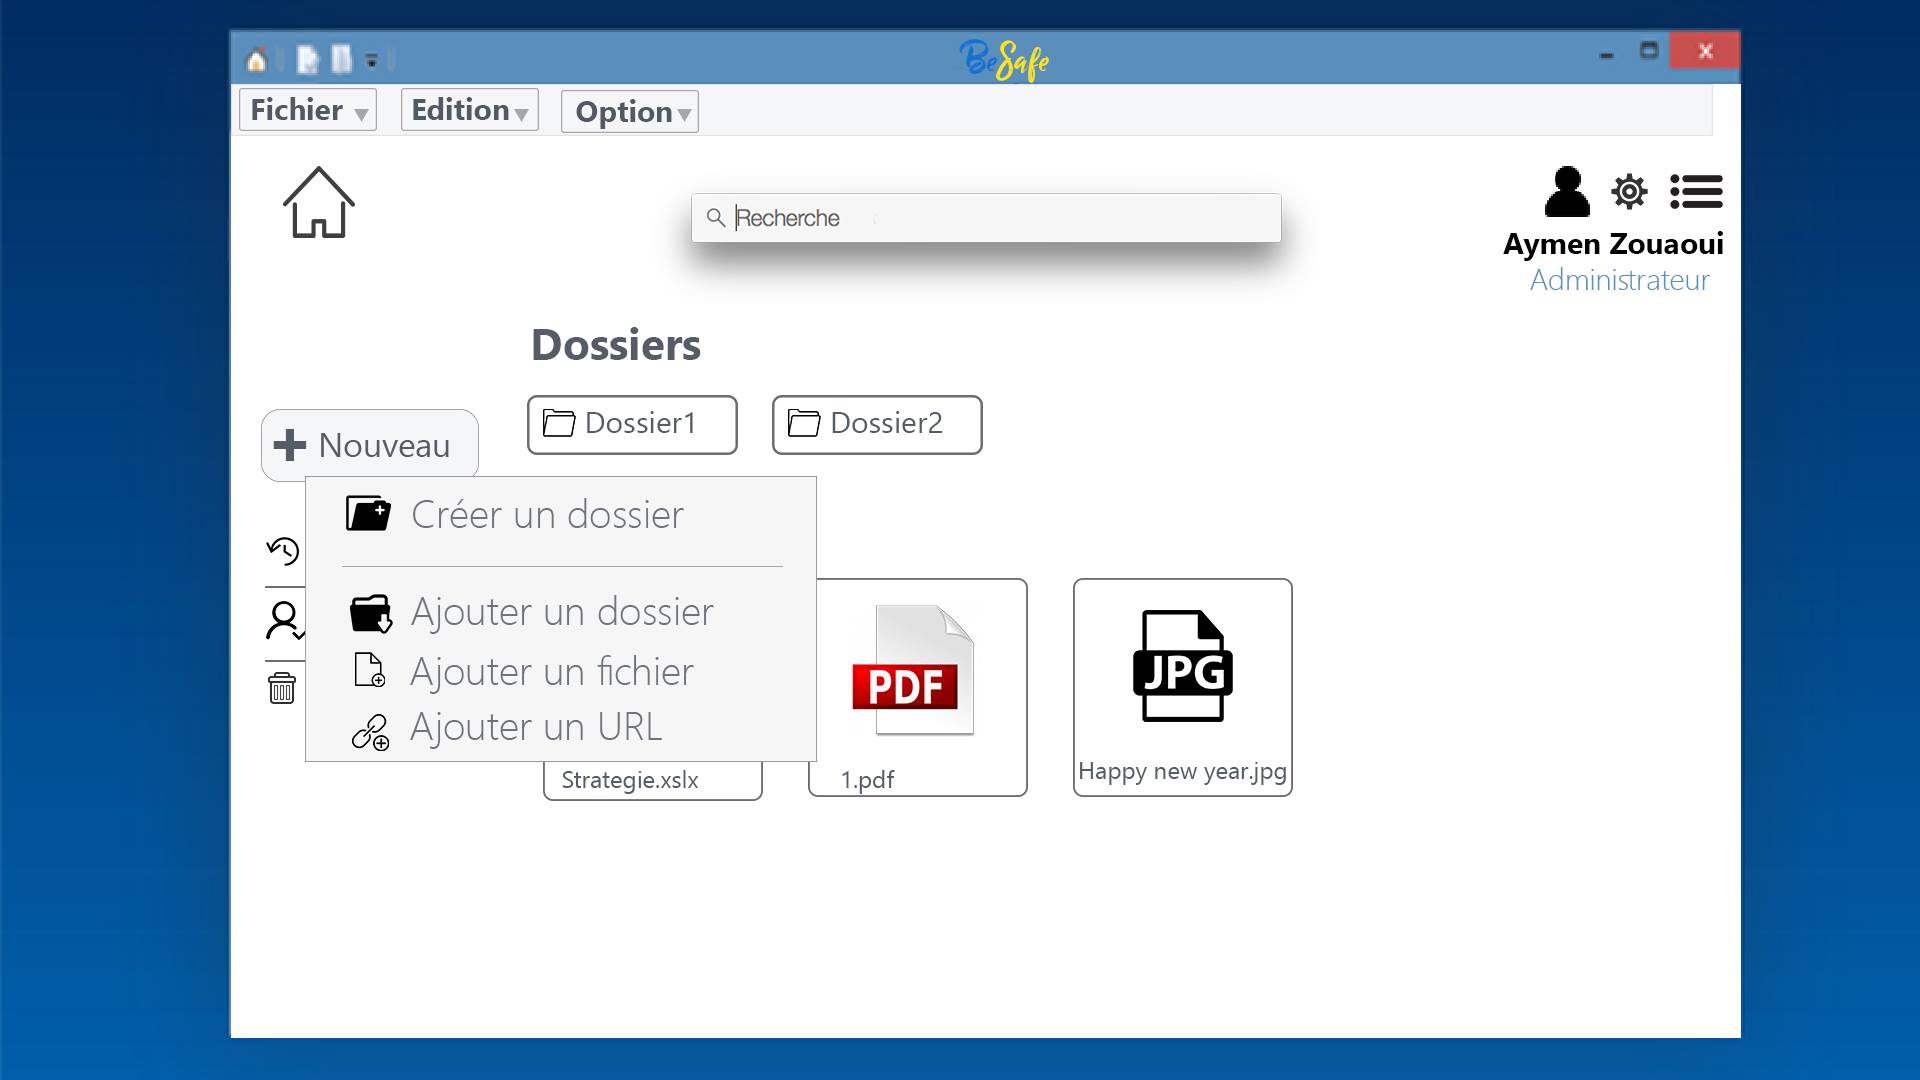 BeSafe
Fichier
Edition
Option
Recherche
Aymen Zouaoui
Administrateur
Dossiers
Dossier1
Dossier2
Nouveau
Créer un dossier
Ajouter un dossier
Ajouter un fichier
Ajouter un URL
PDF
JPG
Strategie.xslx
1.pdf
Happy new year.jpg